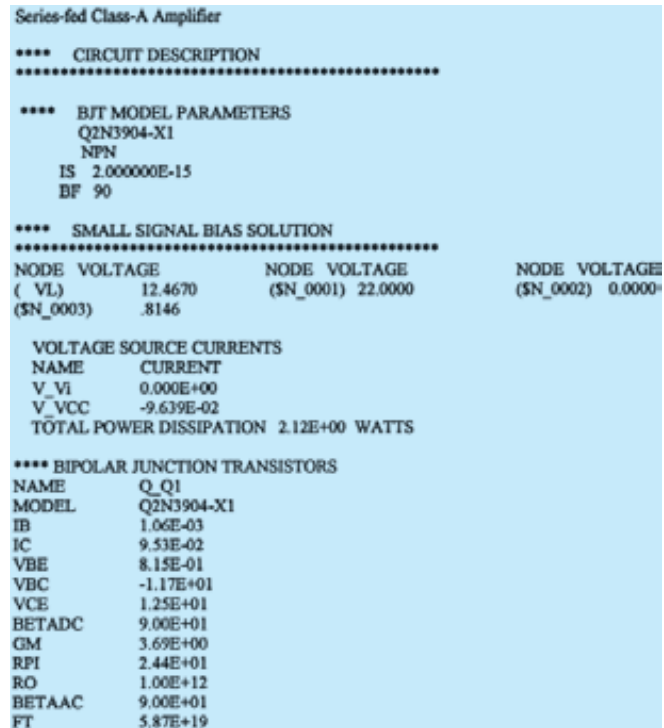 Series-fed Class-A Amplifier
**** CIRCUIT DESCRIPTION
**************************************************
**** BJT MODEL PARAMETERS
Q2N3904-X1
NPN
IS 2.000000E-15
BF 90
**** SMALL SIGNAL BIAS SOLUTION
**************************************************
NODE VOLTAGE NODE VOLTAGE NODE VOLTAGE
( VL) 12.4670 ($N_0001) 22.0000 ($N_0002) 0.0000
($N_0003) .8146
VOLTAGE SOURCE CURRENTS
NAME CURRENT
V_Vi 0.000E+00
V_VCC -9.639E-02
TOTAL POWER DISSIPATION 2.12E+00 WATTS
**** BIPOLAR JUNCTION TRANSISTORS
NAME Q_Q1
MODEL Q2N3904-X1
IB 1.06E-03
IC 9.53E-02
VBE 8.15E-01
VBC -1.17E+01
VCE 1.25E+01
BETADC 9.00E+01
GM 3.69E+00
RPI 2.44E+01
RO 1.00E+12
BETAAC 9.00E+01
FT 5.87E+19